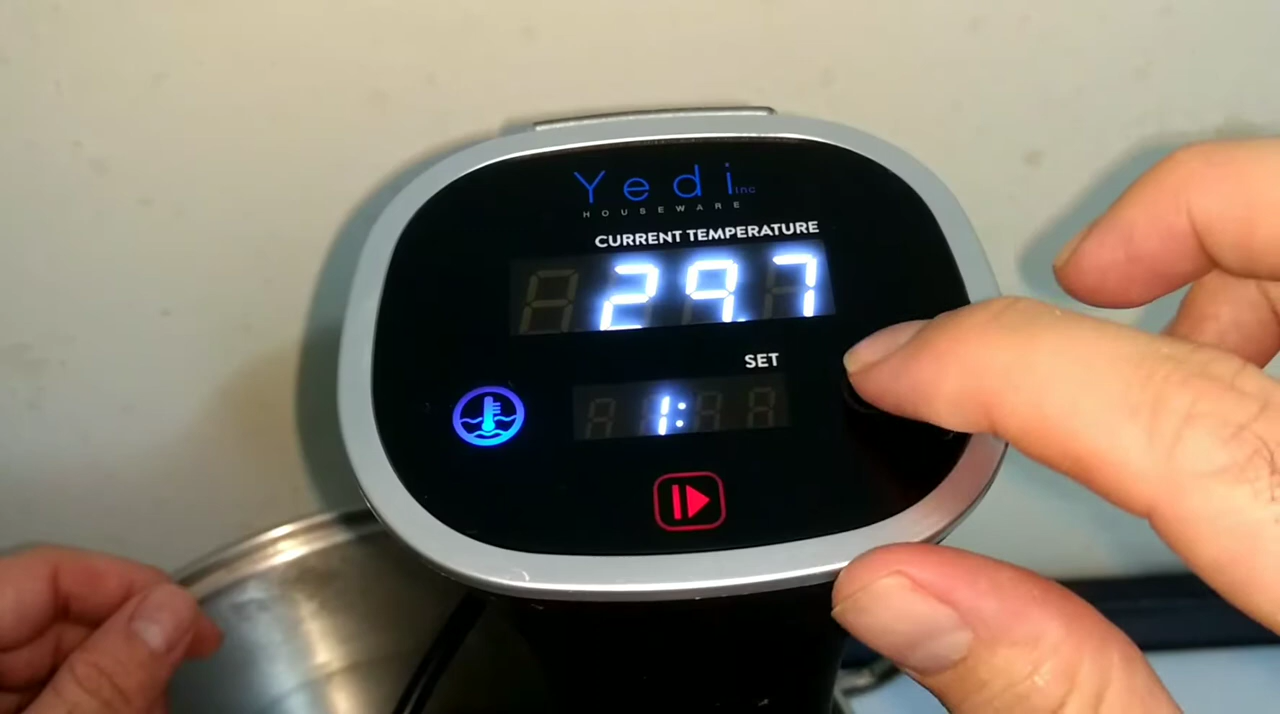 Yedi Inc
HOUSEWARE
CURRENT TEMPERATURE
29.7
SET
1: